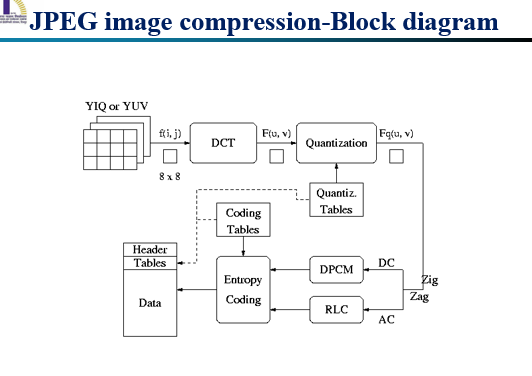 JPEG image compression-Block diagram
YIQ or YUV
f(i, j)
8 x 8
DCT
F(u, v)
Quantization
Fq(u, v)
Quantiz.
Tables
Coding
Tables
Header
Tables
Data
Entropy
Coding
DPCM
DC
RLC
AC
Zig
Zag